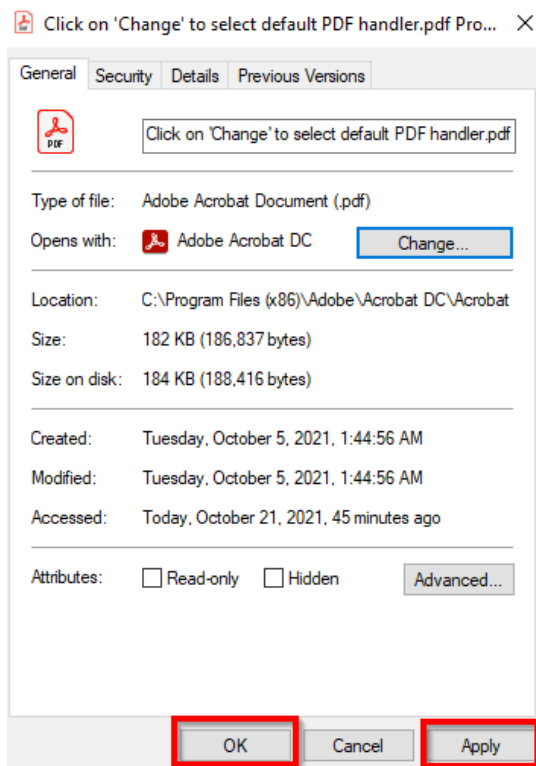 Click on 'Change' to select default PDF handler.pdf Pro...
General Security Details Previous Versions
PDF
Click on 'Change' to select default PDF handler.pdf
Type of file: Adobe Acrobat Document (.pdf)
Opens with: Adobe Acrobat DC Change...
Location: C:\Program Files (x86)\Adobe\Acrobat DC\Acrobat
Size: 182 KB (186,837 bytes)
Size on disk: 184 KB (188,416 bytes)
Created: Tuesday, October 5, 2021, 1:44:56 AM
Modified: Tuesday, October 5, 2021, 1:44:56 AM
Accessed: Today, October 21, 2021, 45 minutes ago
Attributes: Read-only Hidden Advanced...
OK Cancel Apply